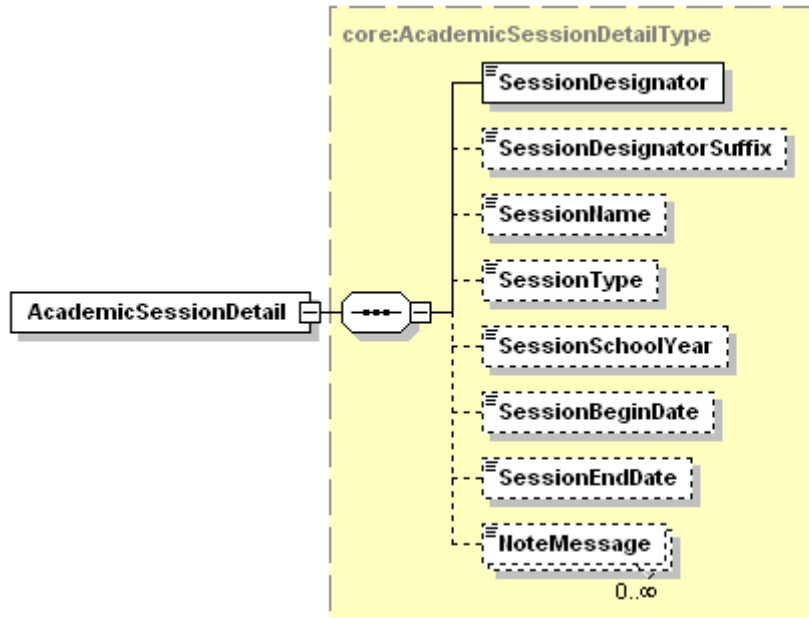 core:AcademicSessionDetailType
SessionDesignator
SessionDesignatorSuffix
SessionName
SessionType
AcademicSessionDetail
SessionSchoolYear
SessionBeginDate
SessionEndDate
NoteMessage
0..∞